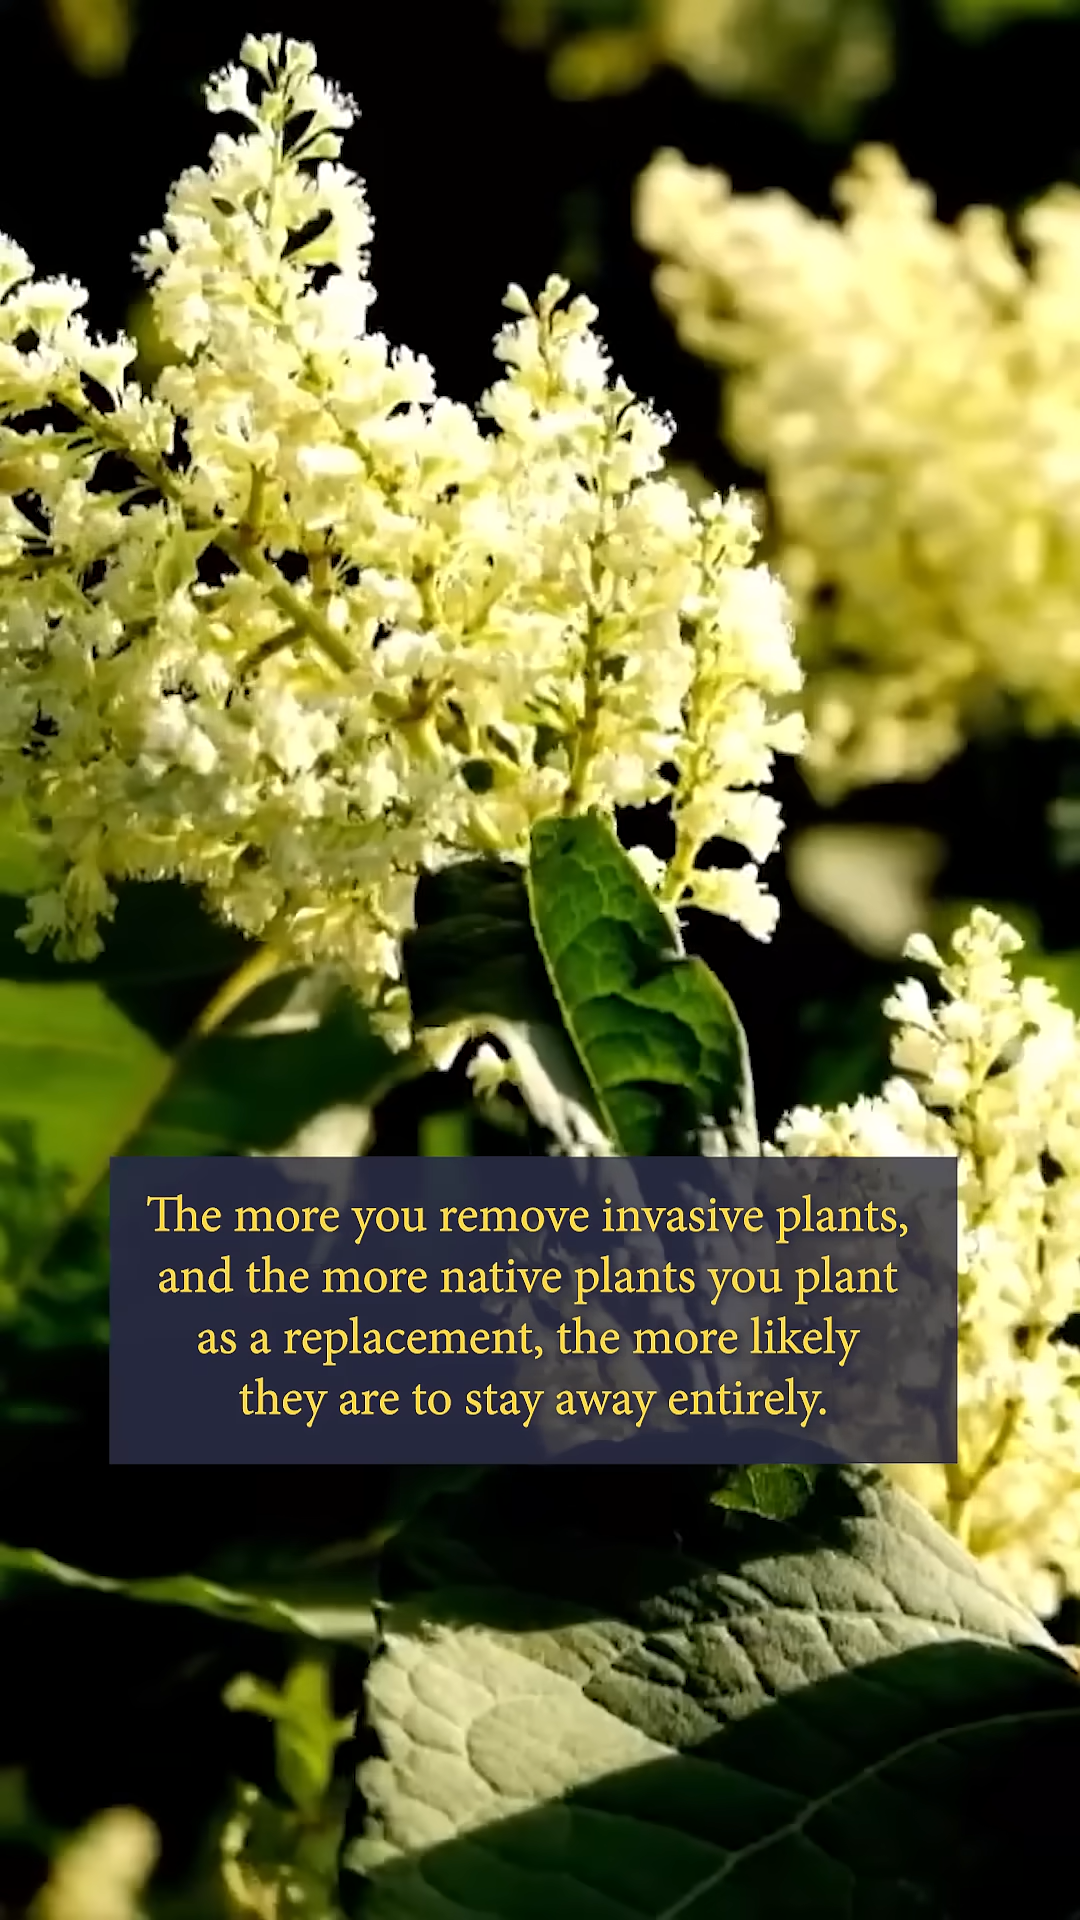 The more you remove invasive plants,
and the more native plants you plant
as a replacement, the more likely
they are to stay away entirely.